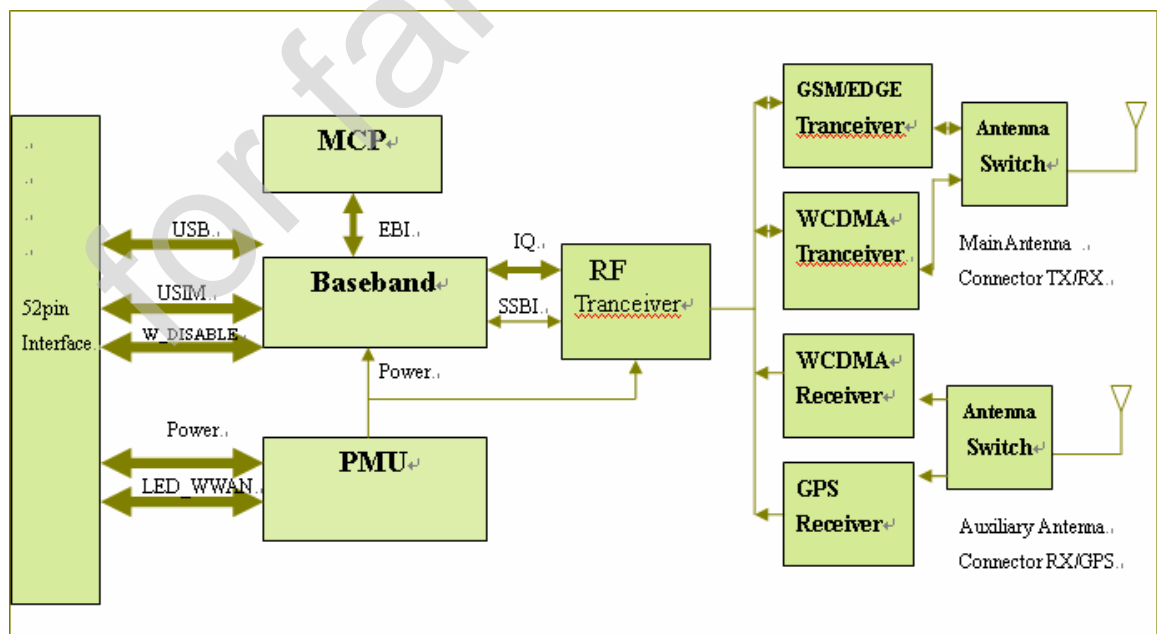 for fa
MCP
GSM/EDGE
Tranceiver
Antenna
Switch
USB
EBI
IQ
WCDMA
Tranceiver
Main Antenna
Connector TX/RX
52pin
Interface
USIM
W_DISABLE
Baseband
SSBI
RF
Tranceiver
Power
WCDMA
Receiver
Antenna
Switch
Power
LED_WWAN
PMU
GPS
Receiver
Auxiliary Antenna
Connector RX/GPS